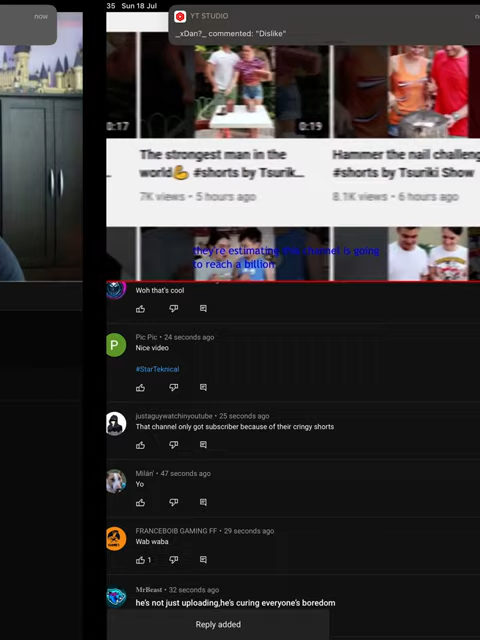 now
35 Sun 18 Jul
YT STUDIO
_xDan?_ commented: "Dislike"
0:17
0:19
The strongest man in the
world💪 #shorts by Tsurik...
7K views • 5 hours ago
Hammer the nail challeng
#shorts by Tsuriki Show
8.1K views • 6 hours ago
they're estimating this channel is going
to reach a billion
Woh that's cool
P
Pic Pic • 24 seconds ago
Nice video
#StarTeknical
justaguywatchinyoutube • 25 seconds ago
That channel only got subscriber because of their cringy shorts
Milán' • 47 seconds ago
Yo
FRANCEBOIB GAMING FF • 29 seconds ago
Wab waba
1
MrBeast • 32 seconds ago
he's not just uploading,he's curing everyone's boredom
Reply added